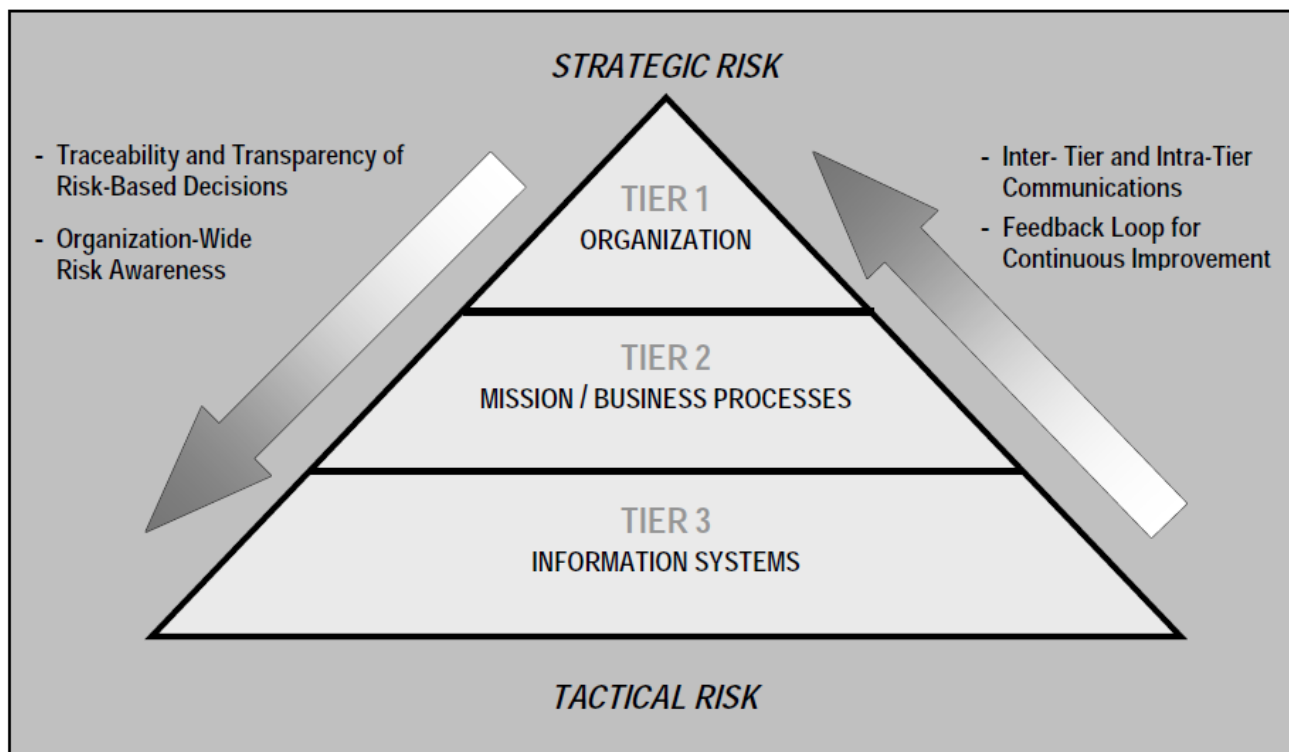 STRATEGIC RISK
- Traceability and Transparency of
Risk-Based Decisions
- Organization-Wide
Risk Awareness
- Inter- Tier and Intra-Tier
Communications
- Feedback Loop for
Continuous Improvement
TIER 1
ORGANIZATION
TIER 2
MISSION / BUSINESS PROCESSES
TIER 3
INFORMATION SYSTEMS
TACTICAL RISK